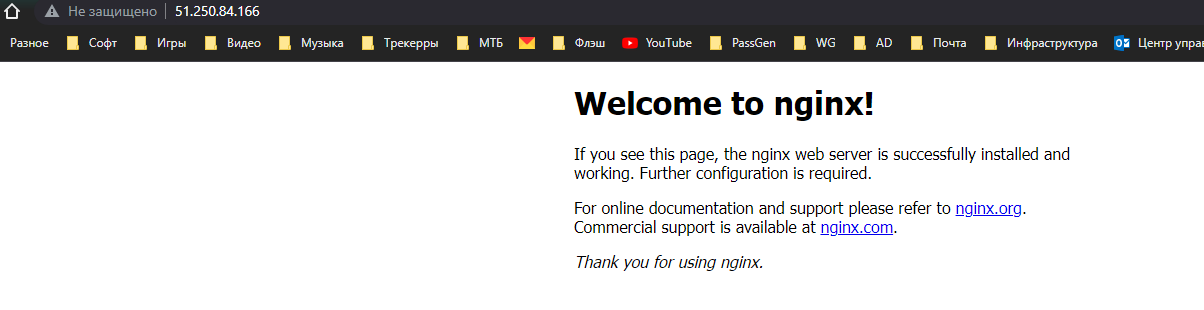 Не защищено 51.250.84.166
Разное Софт Игры Видео Музыка Трекерры МТБ Флэш YouTube PassGen WG AD Почта Инфраструктура Центр упра
Welcome to nginx!
If you see this page, the nginx web server is successfully installed and
working. Further configuration is required.
For online documentation and support please refer to nginx.org.
Commercial support is available at nginx.com.
Thank you for using nginx.